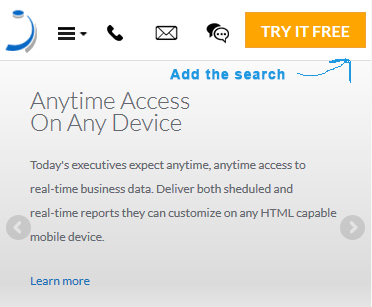 TRY IT FREE
Add the search
Anytime Access
On Any Device
Today's executives expect anytime, anytime access to
real-time business data. Deliver both sheduled and
real-time reports they can customize on any HTML capable
mobile device.
Learn more